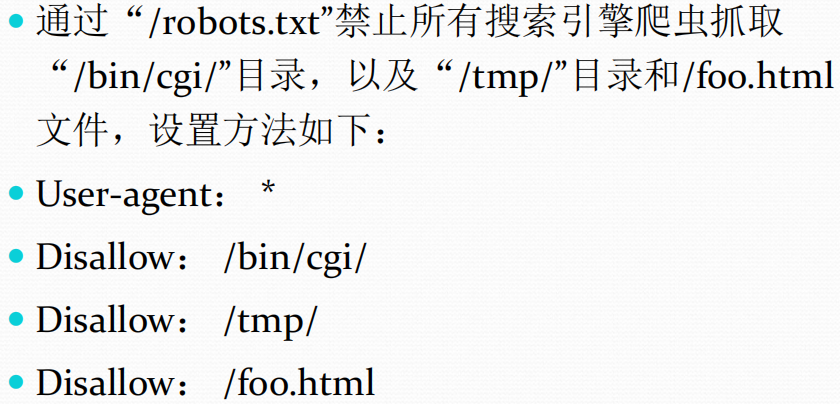 • 通过“/robots.txt”禁止所有搜索引擎爬虫抓取
“/bin/cgi/”目录，以及“/tmp/”目录和/foo.html
文件，设置方法如下：
• User-agent： *
• Disallow： /bin/cgi/
• Disallow： /tmp/
• Disallow： /foo.html